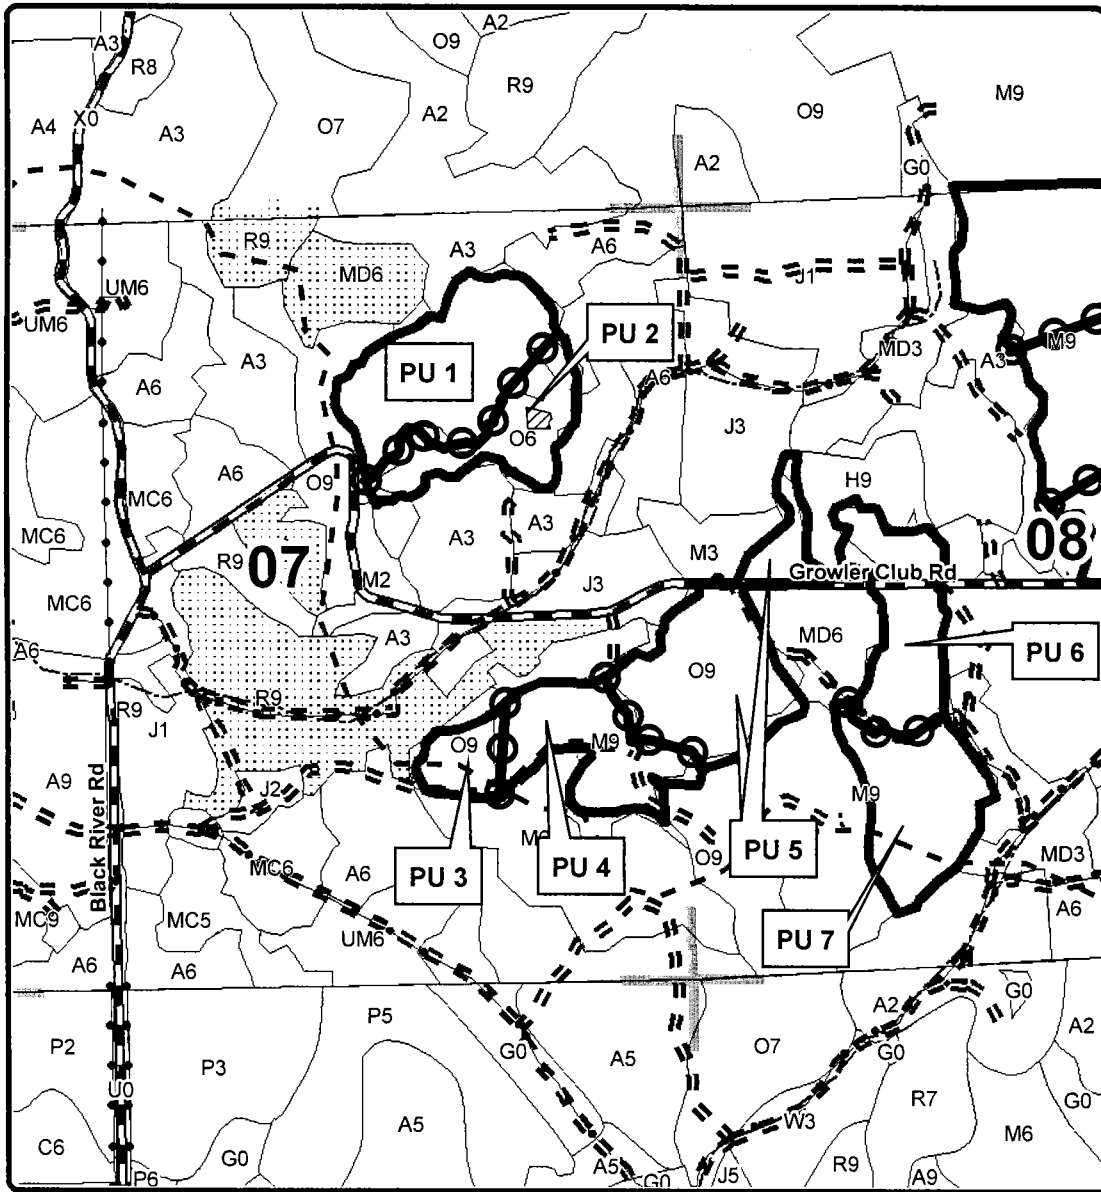 A2
O9
A3
R8
R9
M9
X0
A4
A3
O7
A2
O9
A2
G0
R9
A3
A6
MD6
J1
UM6
UM6
PU 2
M9
MD3
A3
A3
PU 1
A6
A6
O6
J3
A6
O9
H9
MC6
MC6
A3
A3
08
R9
07
M3
Growler Club Rd
M2
J3
MC6
A3
MD6
A6
PU 6
O9
R9
R9
J1
O9
M9
A9
J2
M9
Black River Rd
PU 5
MD3
O9
PU 4
MC6
A6
PU 3
MC9
MC5
A6
UM6
PU 7
A6
A6
G0
A2
A2
P5
P2
P3
G0
A5
O7
G0
U0
R7
G0
A5
W3
M6
C6
G0
A5
R9
P6
G0
J5
A9